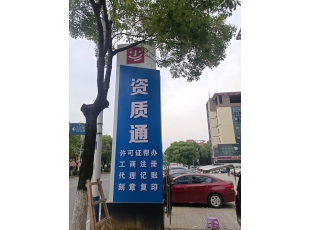 资质通
许可证帮办
工商注册
代理记账
刻章复印